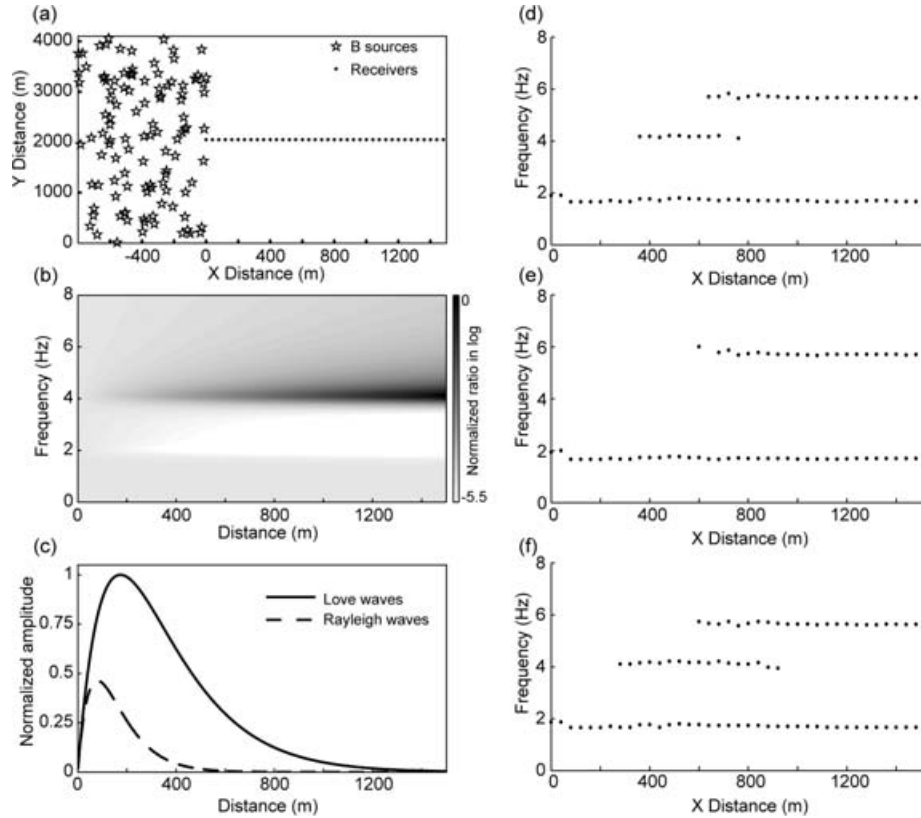 (a)
B sources
Receivers
4000
3000
2000
1000
0
Y Distance (m)
-400 0 400 800 1200
X Distance (m)
(b)
8
6
4
2
0
Frequency (Hz)
0 400 800 1200
Distance (m)
0
-5.5
Normalized ratio in log
(c)
1
0.75
0.5
0.25
0
Normalized amplitude
Love waves
Rayleigh waves
0 400 800 1200
Distance (m)
(d)
8
6
4
2
0
Frequency (Hz)
0 400 800 1200
X Distance (m)
(e)
8
6
4
2
0
Frequency (Hz)
0 400 800 1200
X Distance (m)
(f)
8
6
4
2
0
Frequency (Hz)
0 400 800 1200
X Distance (m)